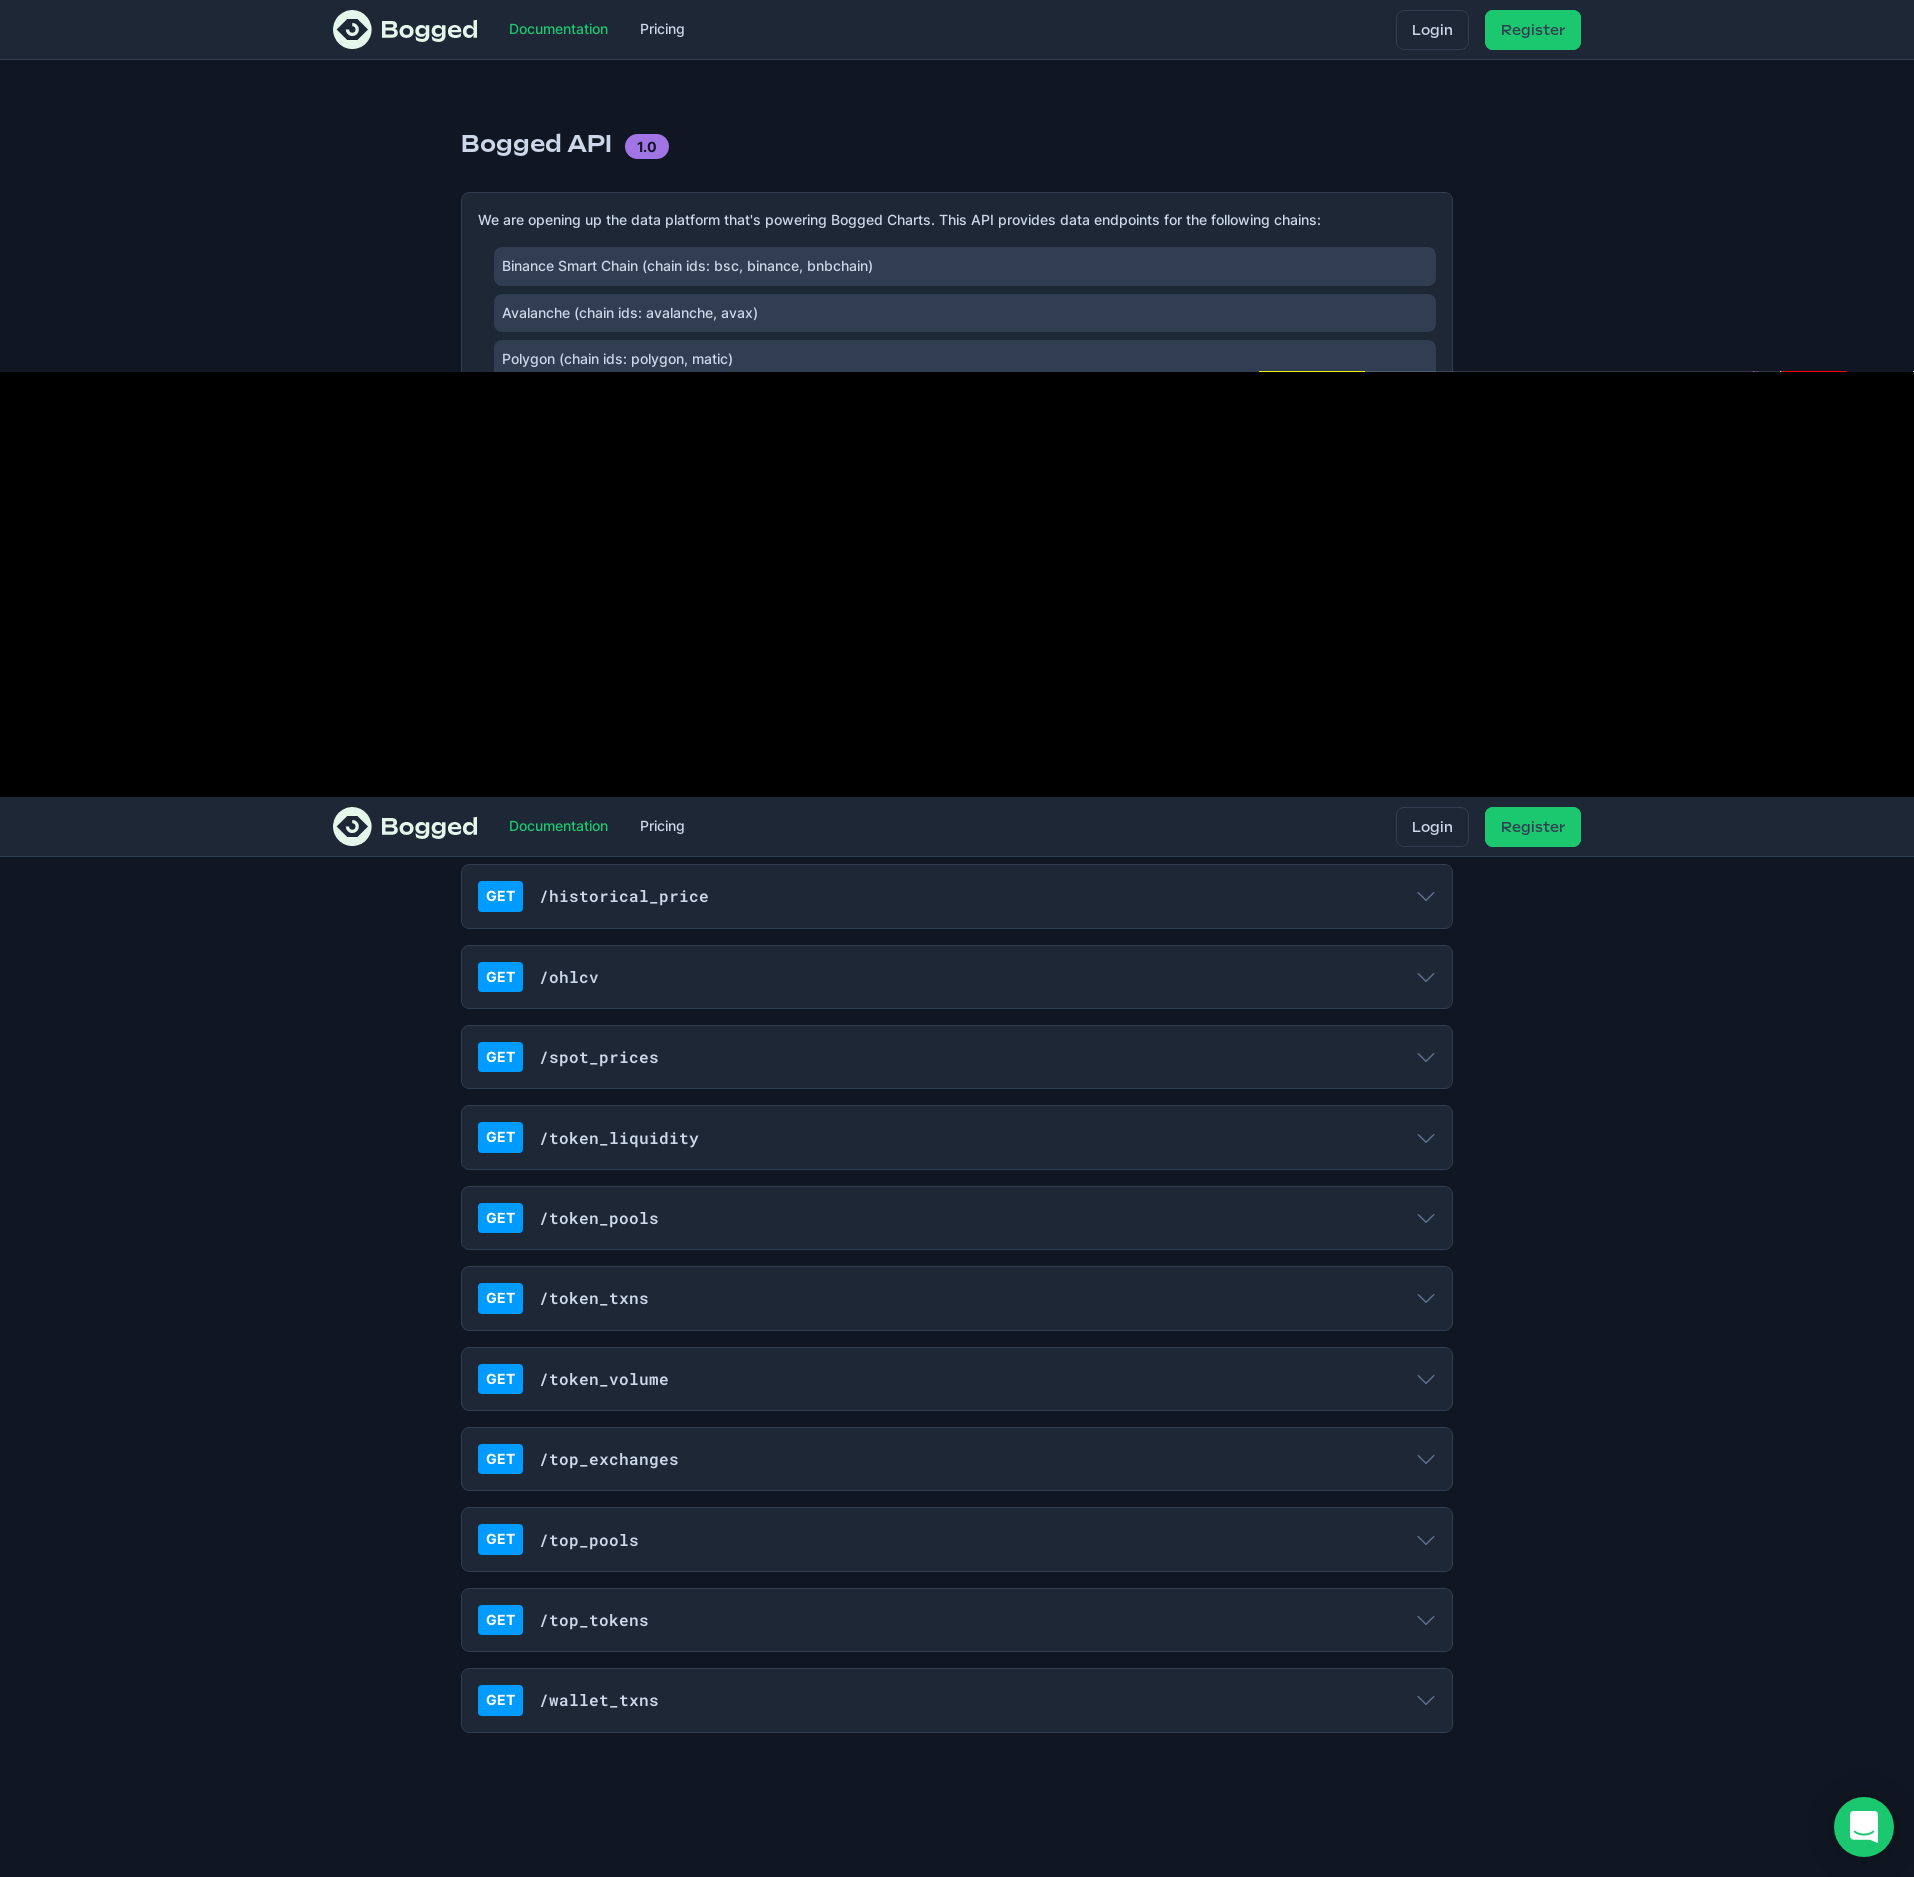 Bogged Documentation Pricing Login Register
Bogged API 1.0
We are opening up the data platform that's powering Bogged Charts. This API provides data endpoints for the following chains:
Binance Smart Chain (chain ids: bsc, binance, bnbchain)
Avalanche (chain ids: avalanche, avax)
Polygon (chain ids: polygon, matic)
Bogged Documentation Pricing Login Register
GET /historical_price
GET /ohlcv
GET /spot_prices
GET /token_liquidity
GET /token_pools
GET /token_txns
GET /token_volume
GET /top_exchanges
GET /top_pools
GET /top_tokens
GET /wallet_txns